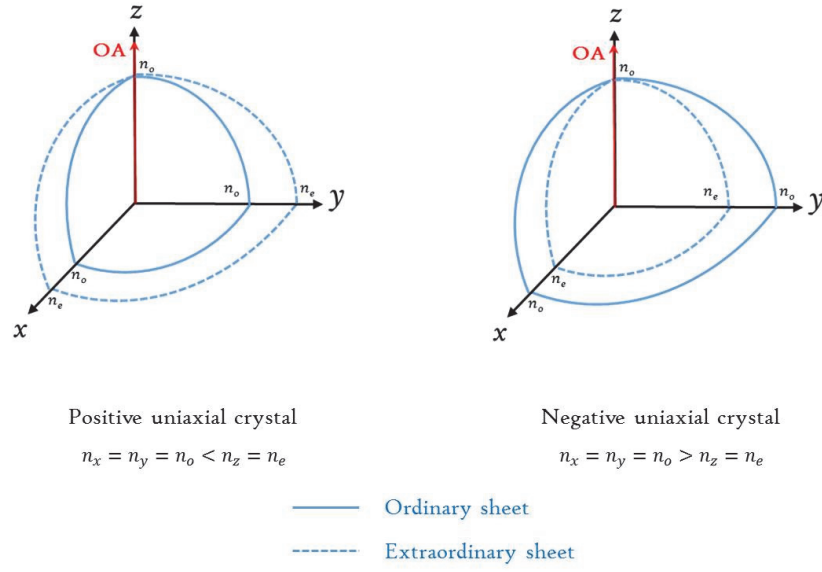 z
OA
n_o
n_o
n_e
y
n_o
n_e
x
z
OA
n_o
n_e
n_o
y
n_e
n_o
x
Positive uniaxial crystal
n_x = n_y = n_o < n_z = n_e
Negative uniaxial crystal
n_x = n_y = n_o > n_z = n_e
Ordinary sheet
Extraordinary sheet